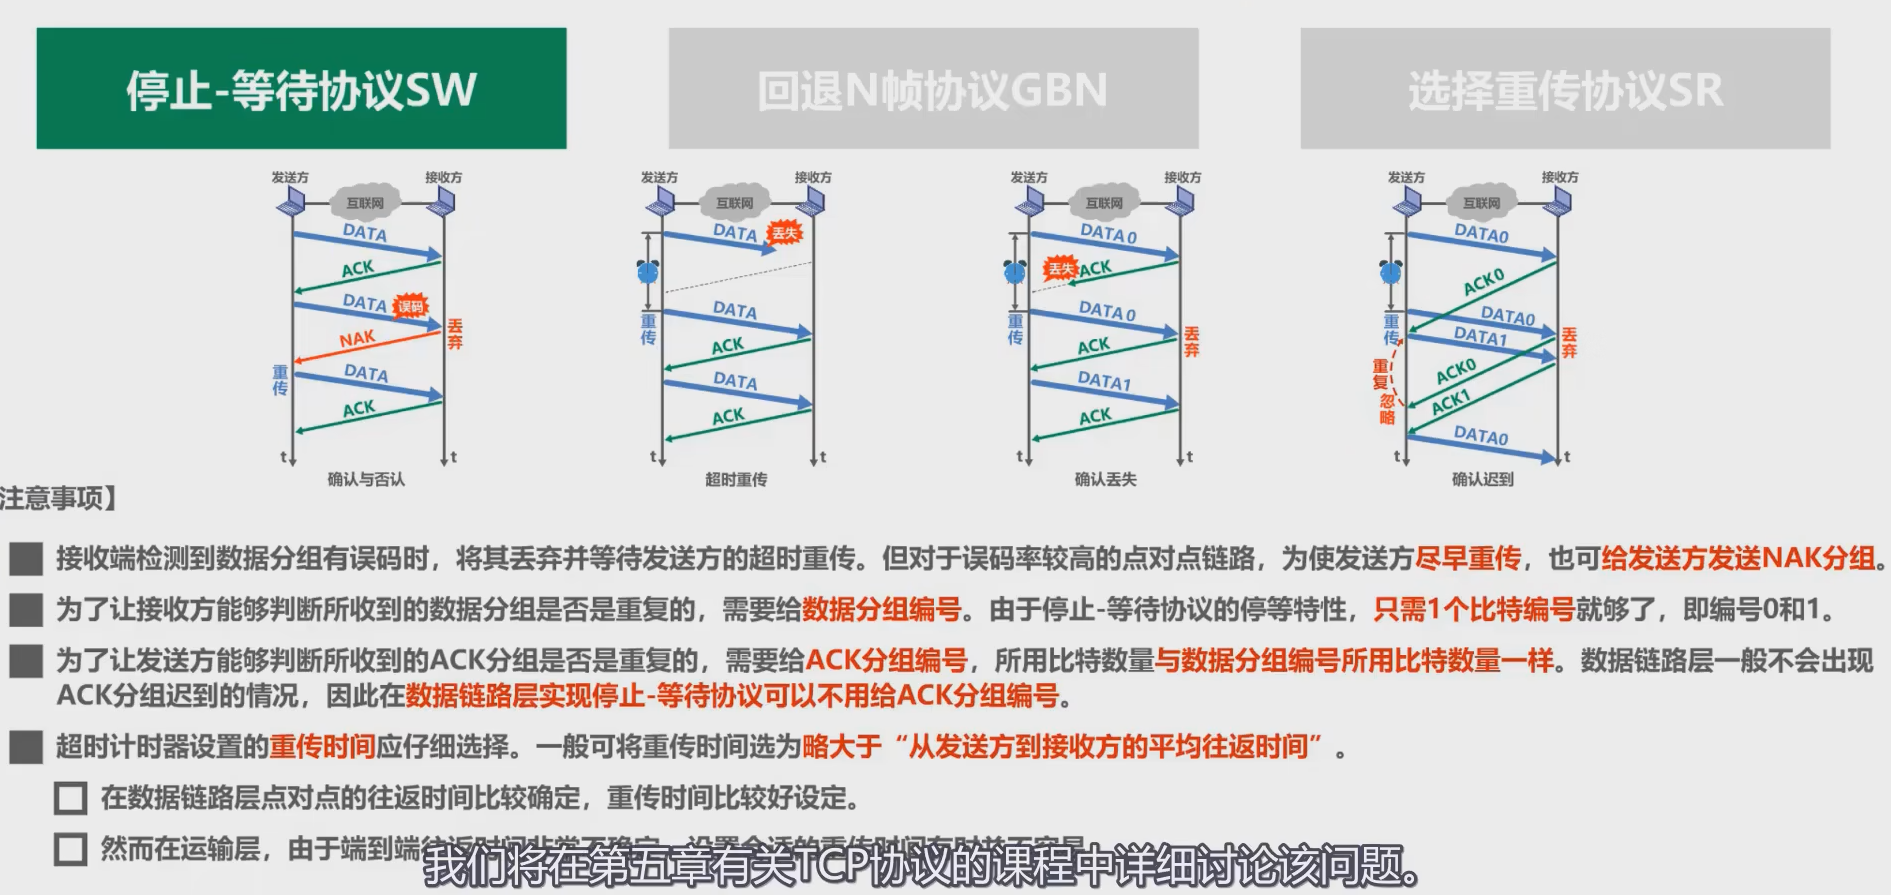 停止-等待协议SW
回退N帧协议GBN
选择重传协议SR
发送方
互联网
接收方
DATA
ACK
DATA
误码
丢弃
NAK
重传
DATA
ACK
t
t
确认与否认
发送方
互联网
接收方
DATA
丢失
重传
DATA
ACK
DATA
ACK
t
t
超时重传
发送方
互联网
接收方
DATA0
丢失
ACK
重传
DATA0
丢弃
ACK
DATA1
ACK
t
t
确认丢失
发送方
互联网
接收方
DATA0
ACK0
重传
DATA0
DATA1
丢弃
重复
忽略
ACK0
ACK1
DATA0
t
t
确认迟到
注意事项】
接收端检测到数据分组有误码时，将其丢弃并等待发送方的超时重传。但对于误码率较高的点对点链路，为使发送方尽早重传，也可给发送方发送NAK分组。
为了让接收方能够判断所收到的数据分组是否是重复的，需要给数据分组编号。由于停止-等待协议的停等特性，只需1个比特编号就够了，即编号0和1。
为了让发送方能够判断所收到的ACK分组是否是重复的，需要给ACK分组编号，所用比特数量与数据分组编号所用比特数量一样。数据链路层一般不会出现
ACK分组迟到的情况，因此在数据链路层实现停止-等待协议可以不用给ACK分组编号。
超时计时器设置的重传时间应仔细选择。一般可将重传时间选为略大于“从发送方到接收方的平均往返时间”。
在数据链路层点对点的往返时间比较确定，重传时间比较好设定。
然而在运输层，由于端到端往返时间非常不确定，设置合适的重传时间有时并不容易。
我们将在第五章有关TCP协议的课程中详细讨论该问题。